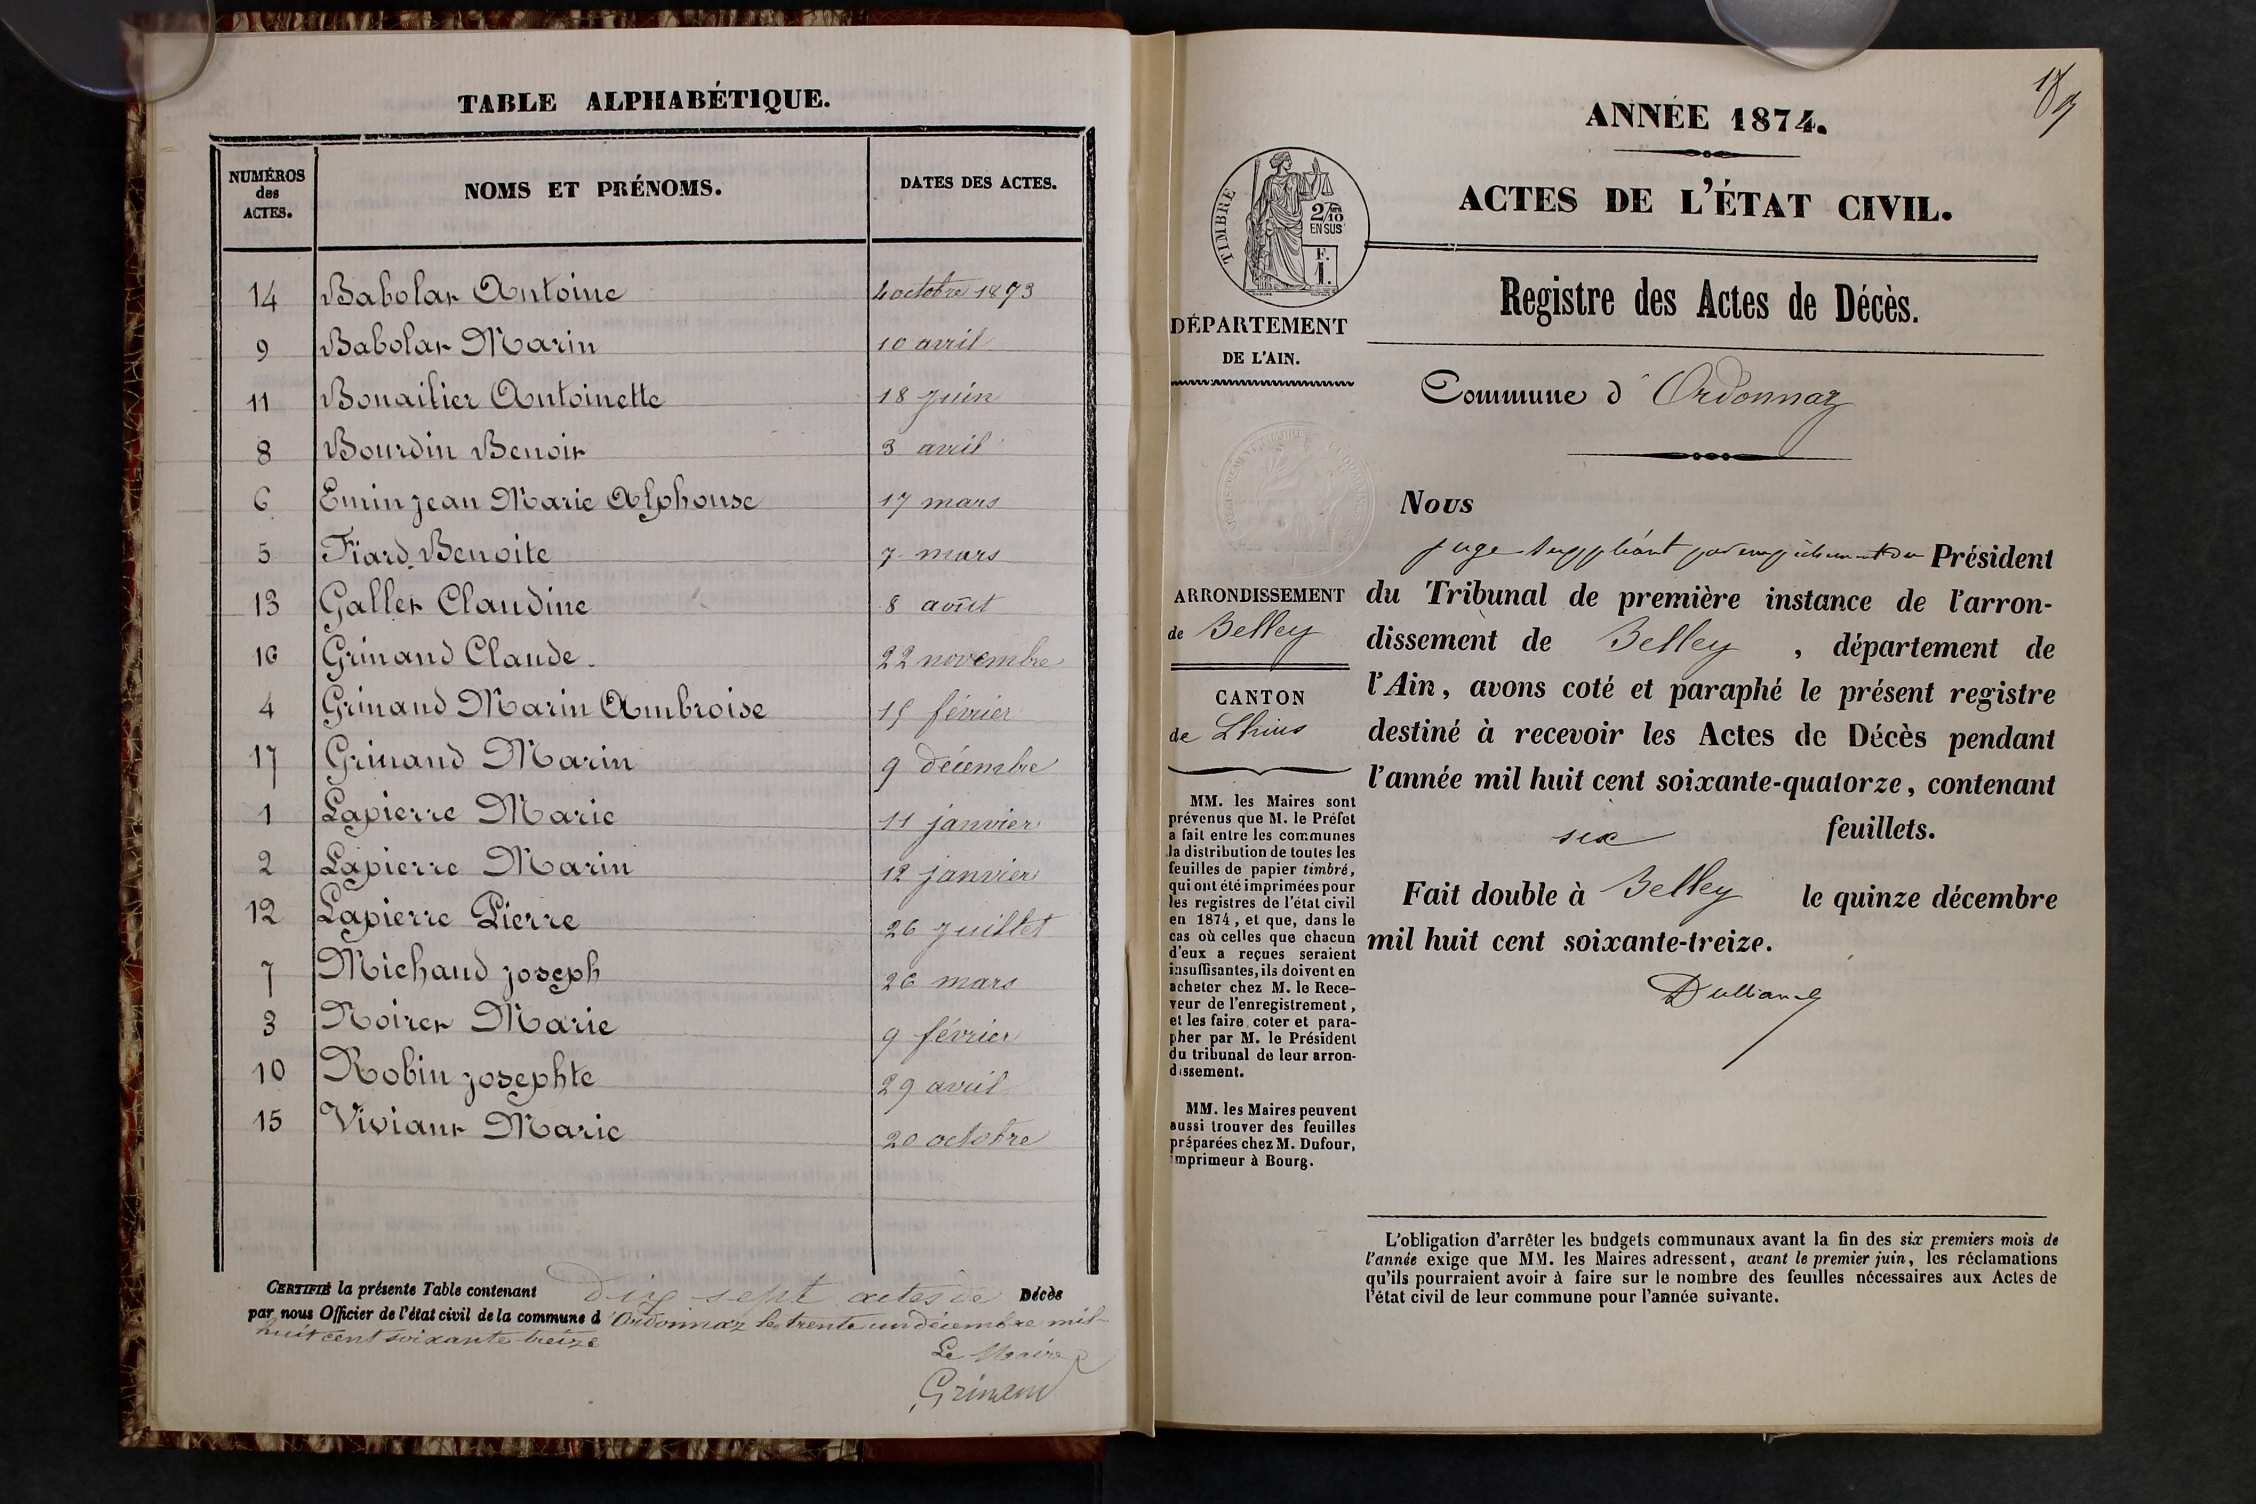 TABLE ALPHABÉTIQUE.
NUMÉROS des ACTES. NOMS ET PRÉNOMS. DATES DES ACTES.
14 Babolat Antoine 4 octobre 1873
9 Babolat Marin 10 avril
11 Bonailier Antoinette 18 juin
8 Bourdin Benoit 3 avril
6 Emin jean Marie Alphonse 17 mars
5 Fiard Benoite 7 mars
13 Gallet Claudine 8 août
16 Grinand Claude. 22 novembre
4 Grinand Marin Ambroise 15 février
17 Grinand Marin 9 décembre
1 Lapierre Marie 11 janvier
2 Lapierre Marin 12 janvier
12 Lapierre Pierre 26 juillet
7 Michaud joseph 26 mars
3 Noiret Marie 9 février
10 Robin josephte 29 avril
15 Viviant Marie 20 octobre
CERTIFIÉ la présente Table contenant dix sept actes de Décès
par nous Officier de l'état civil de la commune d'Ordonnaz le trente un décembre mil
huit cent soixante treize
Le Maire
Grinand
ANNÉE 1874.
ACTES DE L'ÉTAT CIVIL.
TIMBRE
2/10
EN SUS
F.
1.
Registre des Actes de Décès.
DÉPARTEMENT
DE L'AIN.
Commune d'Ordonnaz
ARRONDISSEMENT
de Belley
CANTON
de Lhuis
MM. les Maires sont
prévenus que M. le Préfet
a fait entre les communes
la distribution de toutes les
feuilles de papier timbré,
qui ont été imprimées pour
les registres de l'état civil
en 1874, et que, dans le
cas où celles que chacun
d'eux a reçues seraient
insuffisantes, ils doivent en
acheter chez M. le Rece-
veur de l'enregistrement,
et les faire coter et para-
pher par M. le Président
du tribunal de leur arron-
dissement.
MM. les Maires peuvent
aussi trouver des feuilles
préparées chez M. Dufour,
imprimeur à Bourg.
Nous
juge suppléant par empêchement du Président
du Tribunal de première instance de l'arron-
dissement de Belley, département de
l'Ain, avons coté et paraphé le présent registre
destiné à recevoir les Actes de Décès pendant
l'année mil huit cent soixante-quatorze, contenant
six feuillets.
Fait double à Belley le quinze décembre
mil huit cent soixante-treize.
L'obligation d'arrêter les budgets communaux avant la fin des six premiers mois de
l'année exige que MM. les Maires adressent, avant le premier juin, les réclamations
qu'ils pourraient avoir à faire sur le nombre des feuilles nécessaires aux Actes de
l'état civil de leur commune pour l'année suivante.